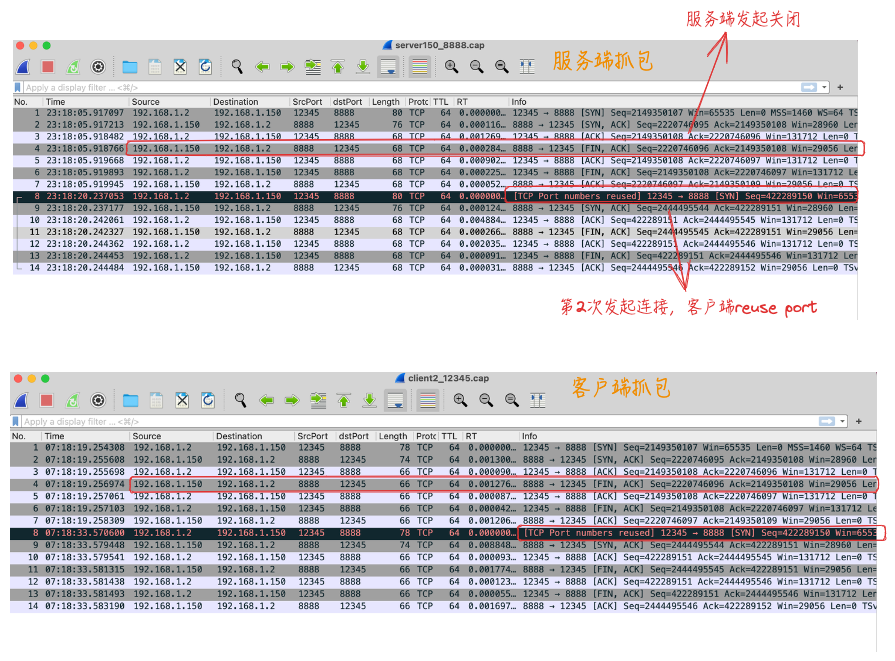 服务端发起关闭
server150_8888.cap
服务端抓包
Apply a display filter ... <⌘/>
No. Time Source Destination SrcPort dstPort Length Protc TTL RT Info
1 23:18:05.917097 192.168.1.2 192.168.1.150 12345 8888 80 TCP 64 0.000000… 12345 → 8888 [SYN] Seq=2149350107 Win=65535 Len=0 MSS=1460 WS=64 T
2 23:18:05.917213 192.168.1.150 192.168.1.2 8888 12345 76 TCP 64 0.000116… 8888 → 12345 [SYN, ACK] Seq=2220746095 Ack=2149350108 Win=28960 Len
3 23:18:05.918482 192.168.1.2 192.168.1.150 12345 8888 68 TCP 64 0.001269… 12345 → 8888 [ACK] Seq=2149350108 Ack=2220746096 Win=131712 Len=0 T
4 23:18:05.918766 192.168.1.150 192.168.1.2 8888 12345 68 TCP 64 0.000284… 8888 → 12345 [FIN, ACK] Seq=2220746096 Ack=2149350108 Win=29056 Len
5 23:18:05.919668 192.168.1.2 192.168.1.150 12345 8888 68 TCP 64 0.000902… 12345 → 8888 [ACK] Seq=2149350108 Ack=2220746097 Win=131712 Len=0 T
6 23:18:05.919893 192.168.1.2 192.168.1.150 12345 8888 68 TCP 64 0.000225… 12345 → 8888 [FIN, ACK] Seq=2149350108 Ack=2220746097 Win=131712 Le
7 23:18:05.919945 192.168.1.150 192.168.1.2 8888 12345 68 TCP 64 0.000052… 8888 → 12345 [ACK] Seq=2220746097 Ack=2149350109 Win=29056 Len=0 TS
8 23:18:20.237053 192.168.1.2 192.168.1.150 12345 8888 80 TCP 64 0.000000… [TCP Port numbers reused] 12345 → 8888 [SYN] Seq=422289150 Win=6553
9 23:18:20.237177 192.168.1.150 192.168.1.2 8888 12345 76 TCP 64 0.000124… 8888 → 12345 [SYN, ACK] Seq=2444495544 Ack=422289151 Win=28960 Len=
10 23:18:20.242061 192.168.1.2 192.168.1.150 12345 8888 68 TCP 64 0.004884… 12345 → 8888 [ACK] Seq=422289151 Ack=2444495545 Win=131712 Len=0 TS
11 23:18:20.242327 192.168.1.150 192.168.1.2 8888 12345 68 TCP 64 0.000266… 8888 → 12345 [FIN, ACK] Seq=2444495545 Ack=422289151 Win=29056 Len=
12 23:18:20.244362 192.168.1.2 192.168.1.150 12345 8888 68 TCP 64 0.002035… 12345 → 8888 [ACK] Seq=422289151 Ack=2444495546 Win=131712 Len=0 TS
13 23:18:20.244453 192.168.1.2 192.168.1.150 12345 8888 68 TCP 64 0.000091… 12345 → 8888 [FIN, ACK] Seq=422289151 Ack=2444495546 Win=131712 Len
14 23:18:20.244484 192.168.1.150 192.168.1.2 8888 12345 68 TCP 64 0.000031… 8888 → 12345 [ACK] Seq=2444495546 Ack=422289152 Win=29056 Len=0 TSv
第2次发起连接, 客户端reuse port
client2_12345.cap
客户端抓包
Apply a display filter ... <⌘/>
No. Time Source Destination SrcPort dstPort Length Protc TTL RT Info
1 07:18:19.254308 192.168.1.2 192.168.1.150 12345 8888 78 TCP 64 0.000000… 12345 → 8888 [SYN] Seq=2149350107 Win=65535 Len=0 MSS=1460 WS=64 T
2 07:18:19.255608 192.168.1.150 192.168.1.2 8888 12345 74 TCP 64 0.001300… 8888 → 12345 [SYN, ACK] Seq=2220746095 Ack=2149350108 Win=28960 Len
3 07:18:19.255698 192.168.1.2 192.168.1.150 12345 8888 66 TCP 64 0.000090… 12345 → 8888 [ACK] Seq=2149350108 Ack=2220746096 Win=131712 Len=0 T
4 07:18:19.256974 192.168.1.150 192.168.1.2 8888 12345 66 TCP 64 0.001276… 8888 → 12345 [FIN, ACK] Seq=2220746096 Ack=2149350108 Win=29056 Len
5 07:18:19.257061 192.168.1.2 192.168.1.150 12345 8888 66 TCP 64 0.000087… 12345 → 8888 [ACK] Seq=2149350108 Ack=2220746097 Win=131712 Len=0 T
6 07:18:19.257103 192.168.1.2 192.168.1.150 12345 8888 66 TCP 64 0.000042… 12345 → 8888 [FIN, ACK] Seq=2149350108 Ack=2220746097 Win=131712 Le
7 07:18:19.258309 192.168.1.150 192.168.1.2 8888 12345 66 TCP 64 0.001206… 8888 → 12345 [ACK] Seq=2220746097 Ack=2149350109 Win=29056 Len=0 TS
8 07:18:33.570600 192.168.1.2 192.168.1.150 12345 8888 78 TCP 64 0.000000… [TCP Port numbers reused] 12345 → 8888 [SYN] Seq=422289150 Win=6553
9 07:18:33.579448 192.168.1.150 192.168.1.2 8888 12345 74 TCP 64 0.008848… 8888 → 12345 [SYN, ACK] Seq=2444495544 Ack=422289151 Win=28960 Len=
10 07:18:33.579541 192.168.1.2 192.168.1.150 12345 8888 66 TCP 64 0.000093… 12345 → 8888 [ACK] Seq=422289151 Ack=2444495545 Win=131712 Len=0 TS
11 07:18:33.581315 192.168.1.150 192.168.1.2 8888 12345 66 TCP 64 0.001774… 8888 → 12345 [FIN, ACK] Seq=2444495545 Ack=422289151 Win=29056 Len=
12 07:18:33.581438 192.168.1.2 192.168.1.150 12345 8888 66 TCP 64 0.000123… 12345 → 8888 [ACK] Seq=422289151 Ack=2444495546 Win=131712 Len=0 TS
13 07:18:33.581493 192.168.1.2 192.168.1.150 12345 8888 66 TCP 64 0.000055… 12345 → 8888 [FIN, ACK] Seq=422289151 Ack=2444495546 Win=131712 Len
14 07:18:33.583190 192.168.1.150 192.168.1.2 8888 12345 66 TCP 64 0.001697… 8888 → 12345 [ACK] Seq=2444495546 Ack=422289152 Win=29056 Len=0 TSv